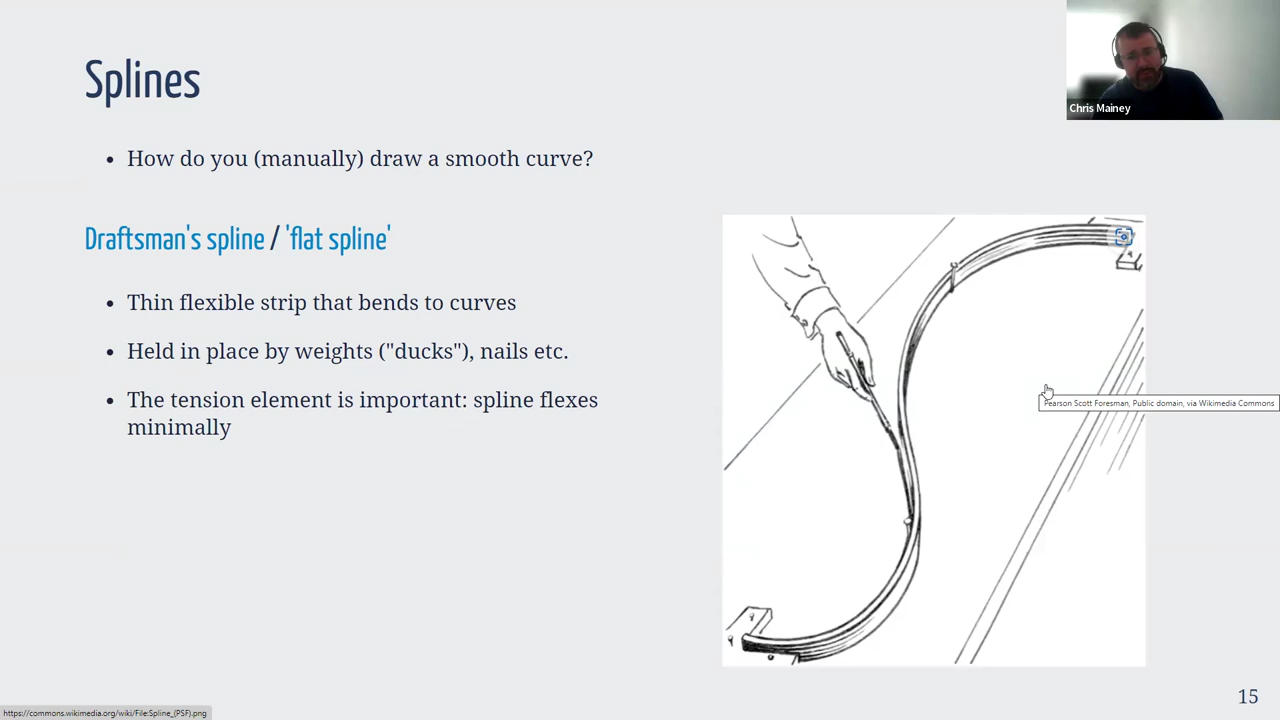 Splines
Chris Mainey
• How do you (manually) draw a smooth curve?
Draftsman's spline / 'flat spline'
• Thin flexible strip that bends to curves
• Held in place by weights ("ducks"), nails etc.
• The tension element is important: spline flexes
minimally
Pearson Scott Foresman, Public domain, via Wikimedia Commons
15
https://commons.wikimedia.org/wiki/File:Spline_(PSF).png